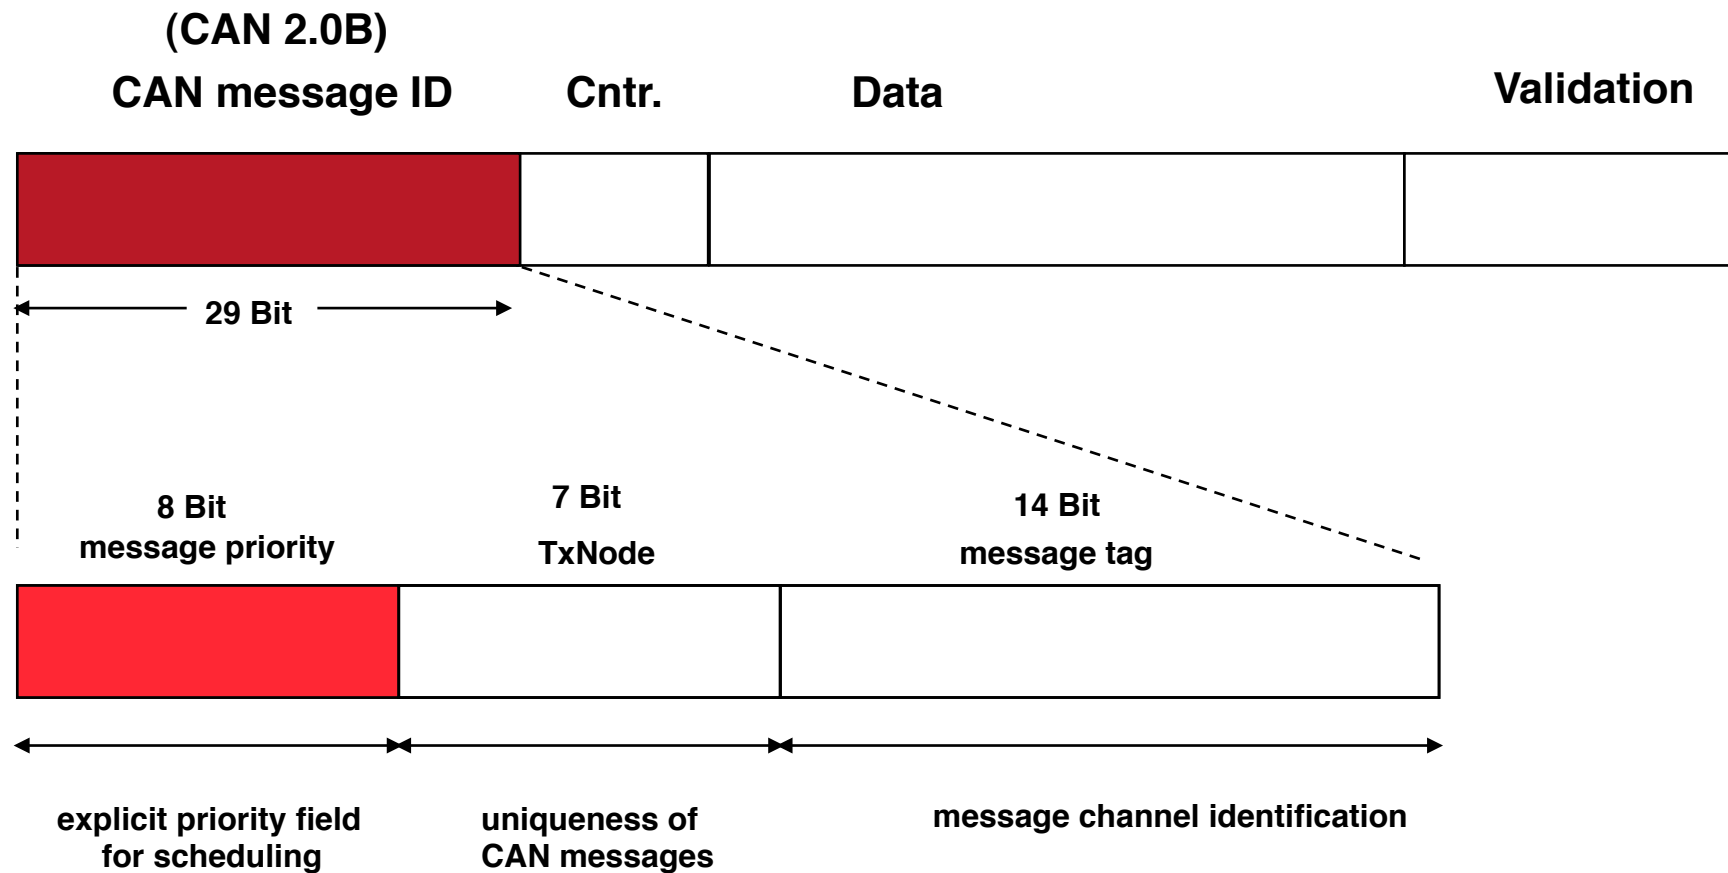 (CAN 2.0B)
CAN message ID
Cntr.
Data
Validation
29 Bit
8 Bit
message priority
7 Bit
TxNode
14 Bit
message tag
explicit priority field
for scheduling
uniqueness of
CAN messages
message channel identification